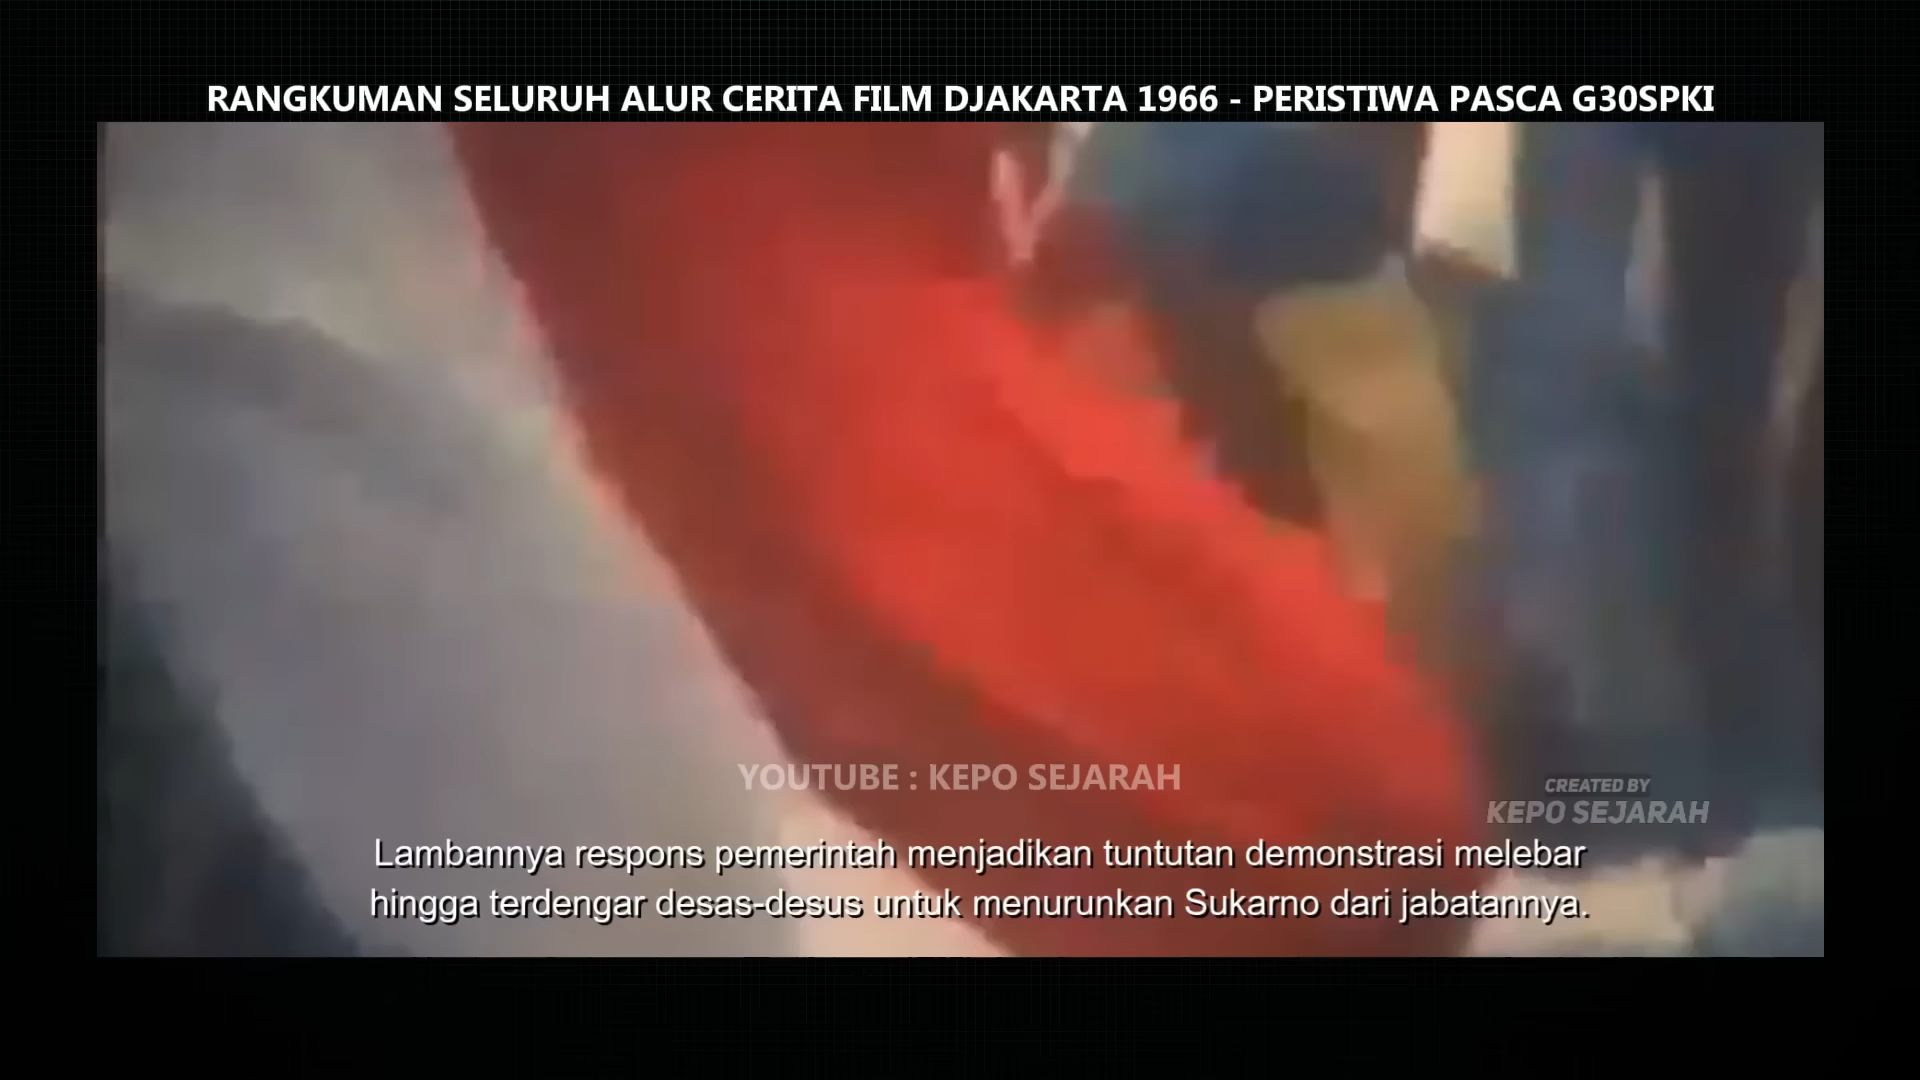 RANGKUMAN SELURUH ALUR CERITA FILM DJAKARTA 1966 - PERISTIWA PASCA G30SPKI
YOUTUBE : KEPO SEJARAH
CREATED BY
KEPO SEJARAH
Lambannya respons pemerintah menjadikan tuntutan demonstrasi melebar
hingga terdengar desas-desus untuk menurunkan Sukarno dari jabatannya.